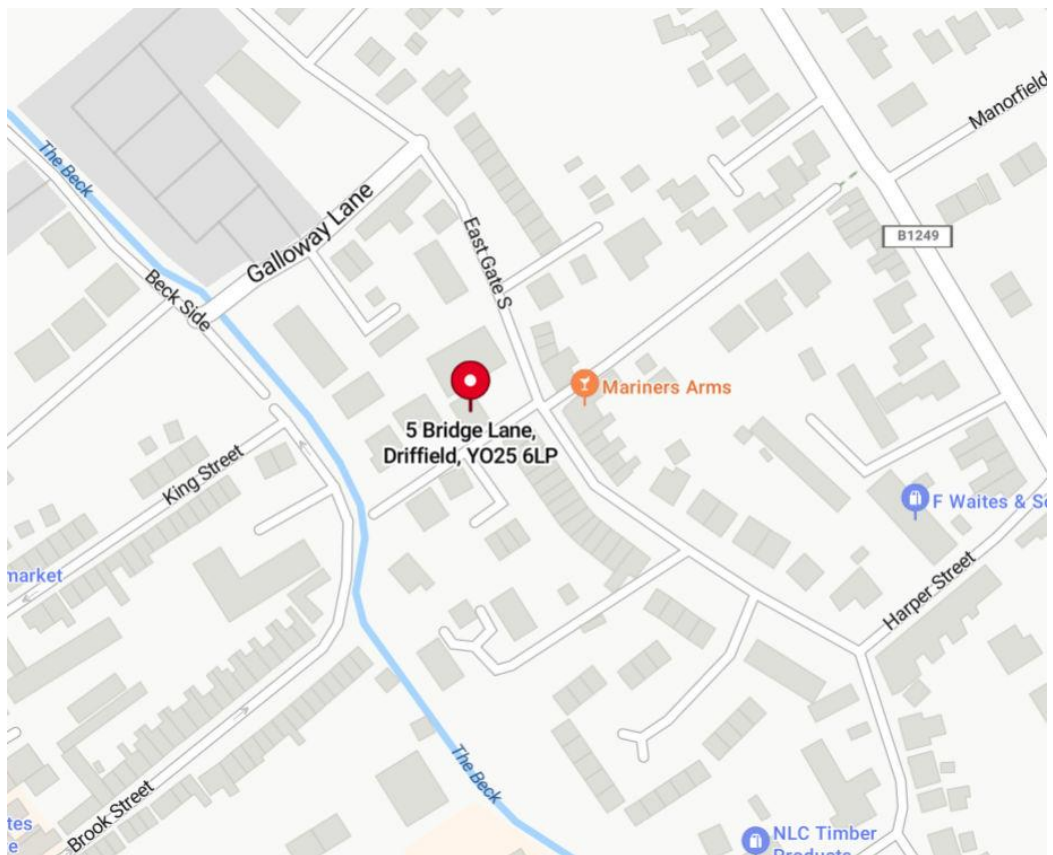 The Beck
Manorfield
Galloway Lane
East Gate S
B1249
Beck Side
Mariners Arms
5 Bridge Lane,
Driffield, YO25 6LP
King Street
F Waites & So
market
Harper Street
The Beck
Brook Street
tes
e
NLC Timber
Products